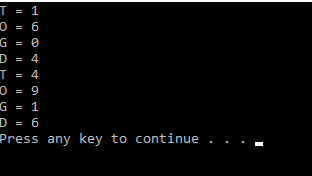 T = 1
O = 6
G = 0
D = 4
T = 4
O = 9
G = 1
D = 6
Press any key to continue . . .